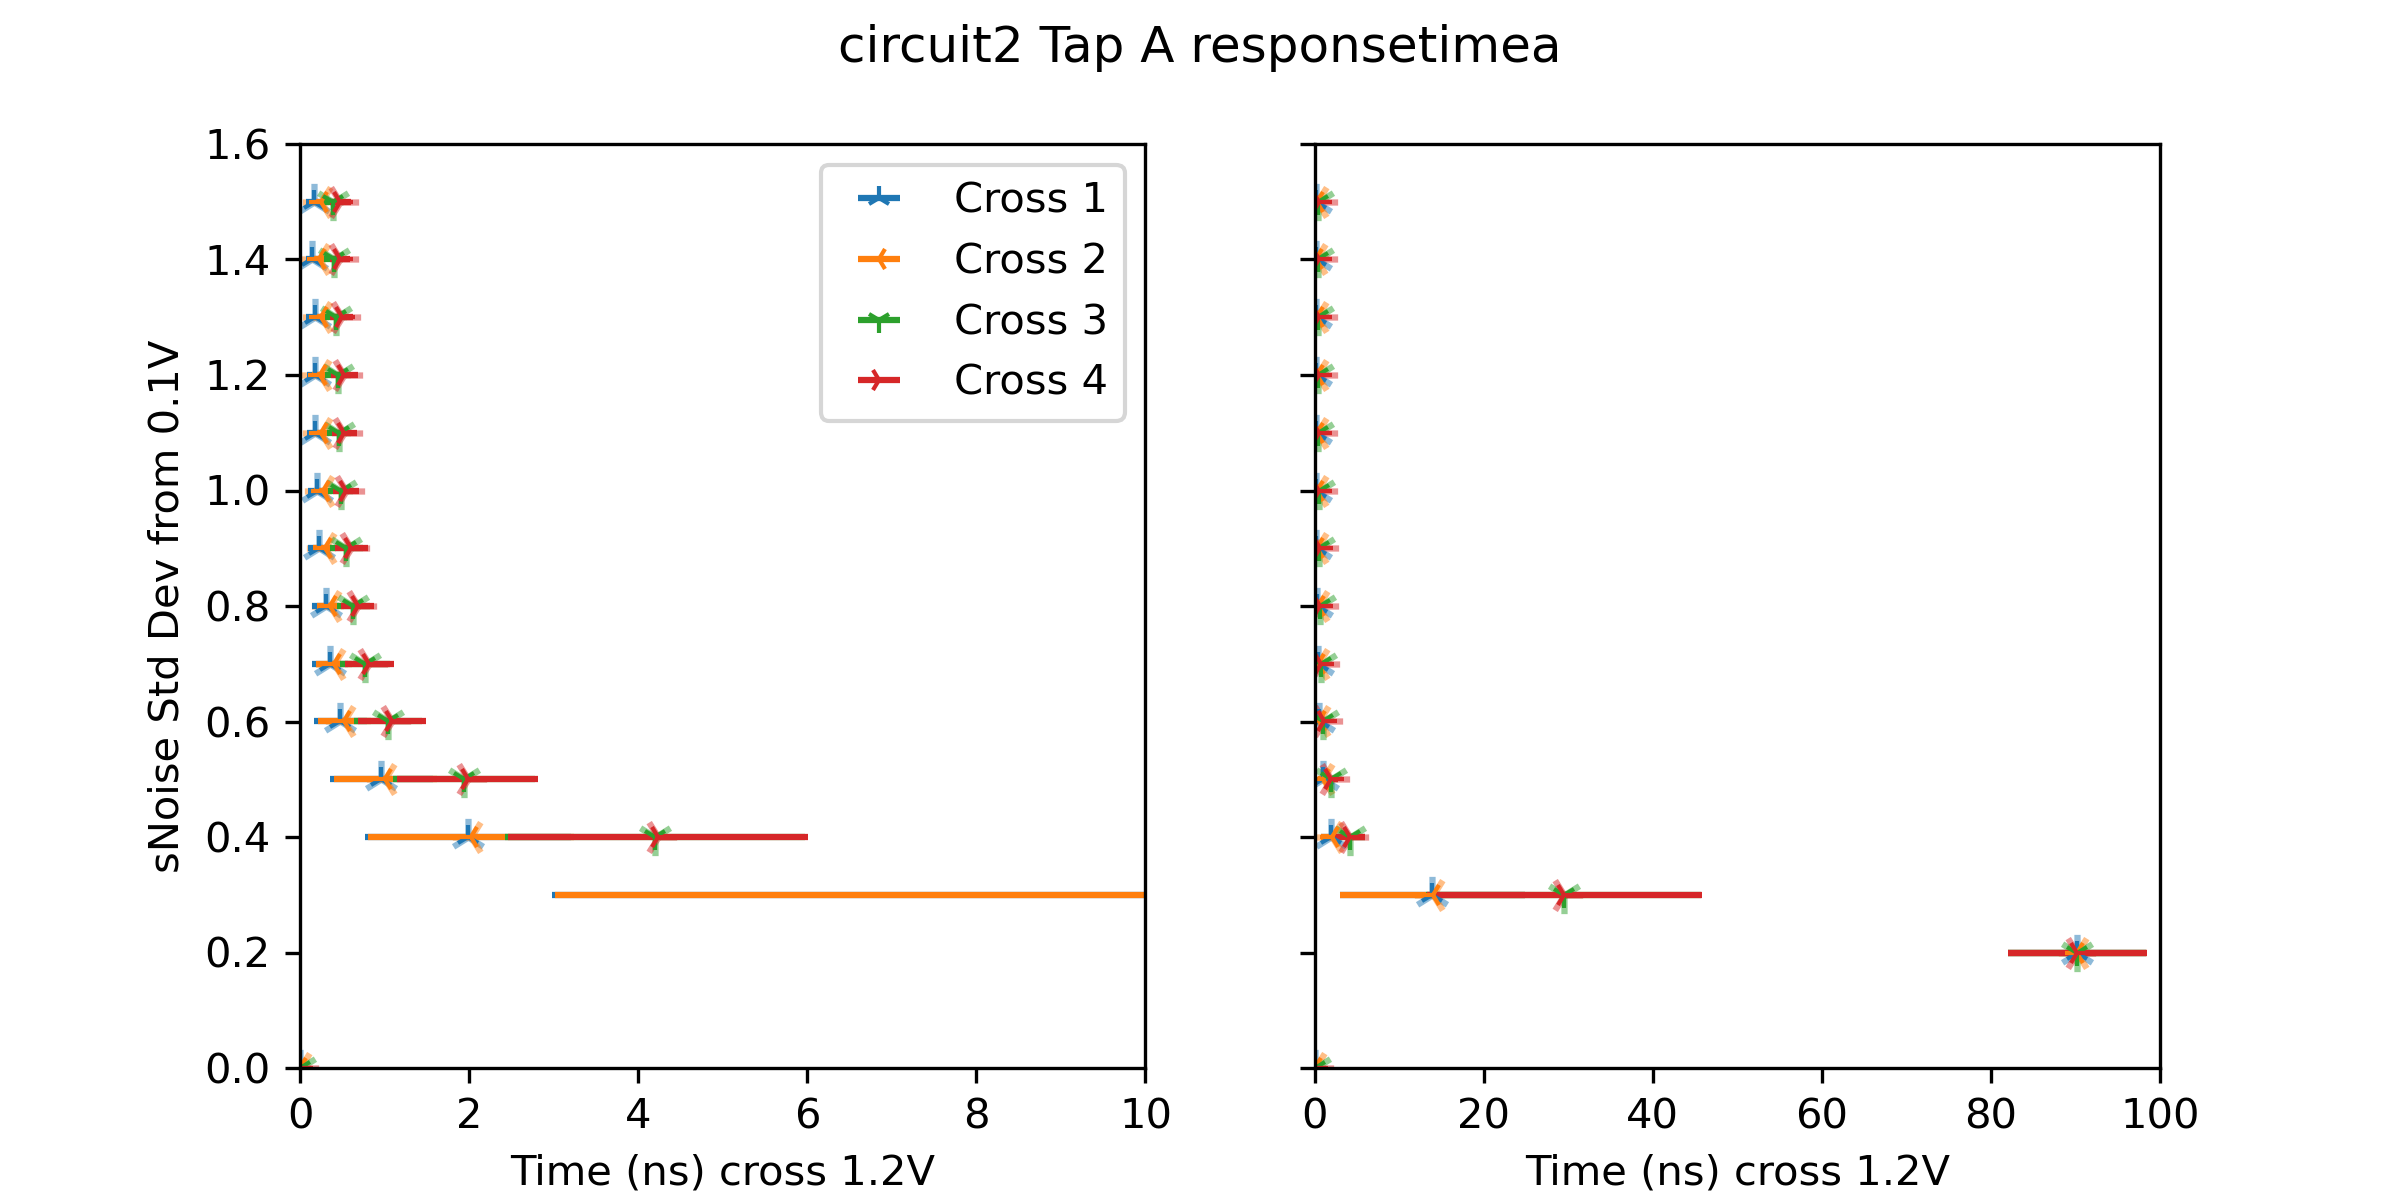 circuit2 Tap A responsetimea
sNoise Std Dev from 0.1V
1.6
1.4
1.2
1.0
0.8
0.6
0.4
0.2
0.0
Cross 1
Cross 2
Cross 3
Cross 4
0 2 4 6 8 10
Time (ns) cross 1.2V
0 20 40 60 80 100
Time (ns) cross 1.2V